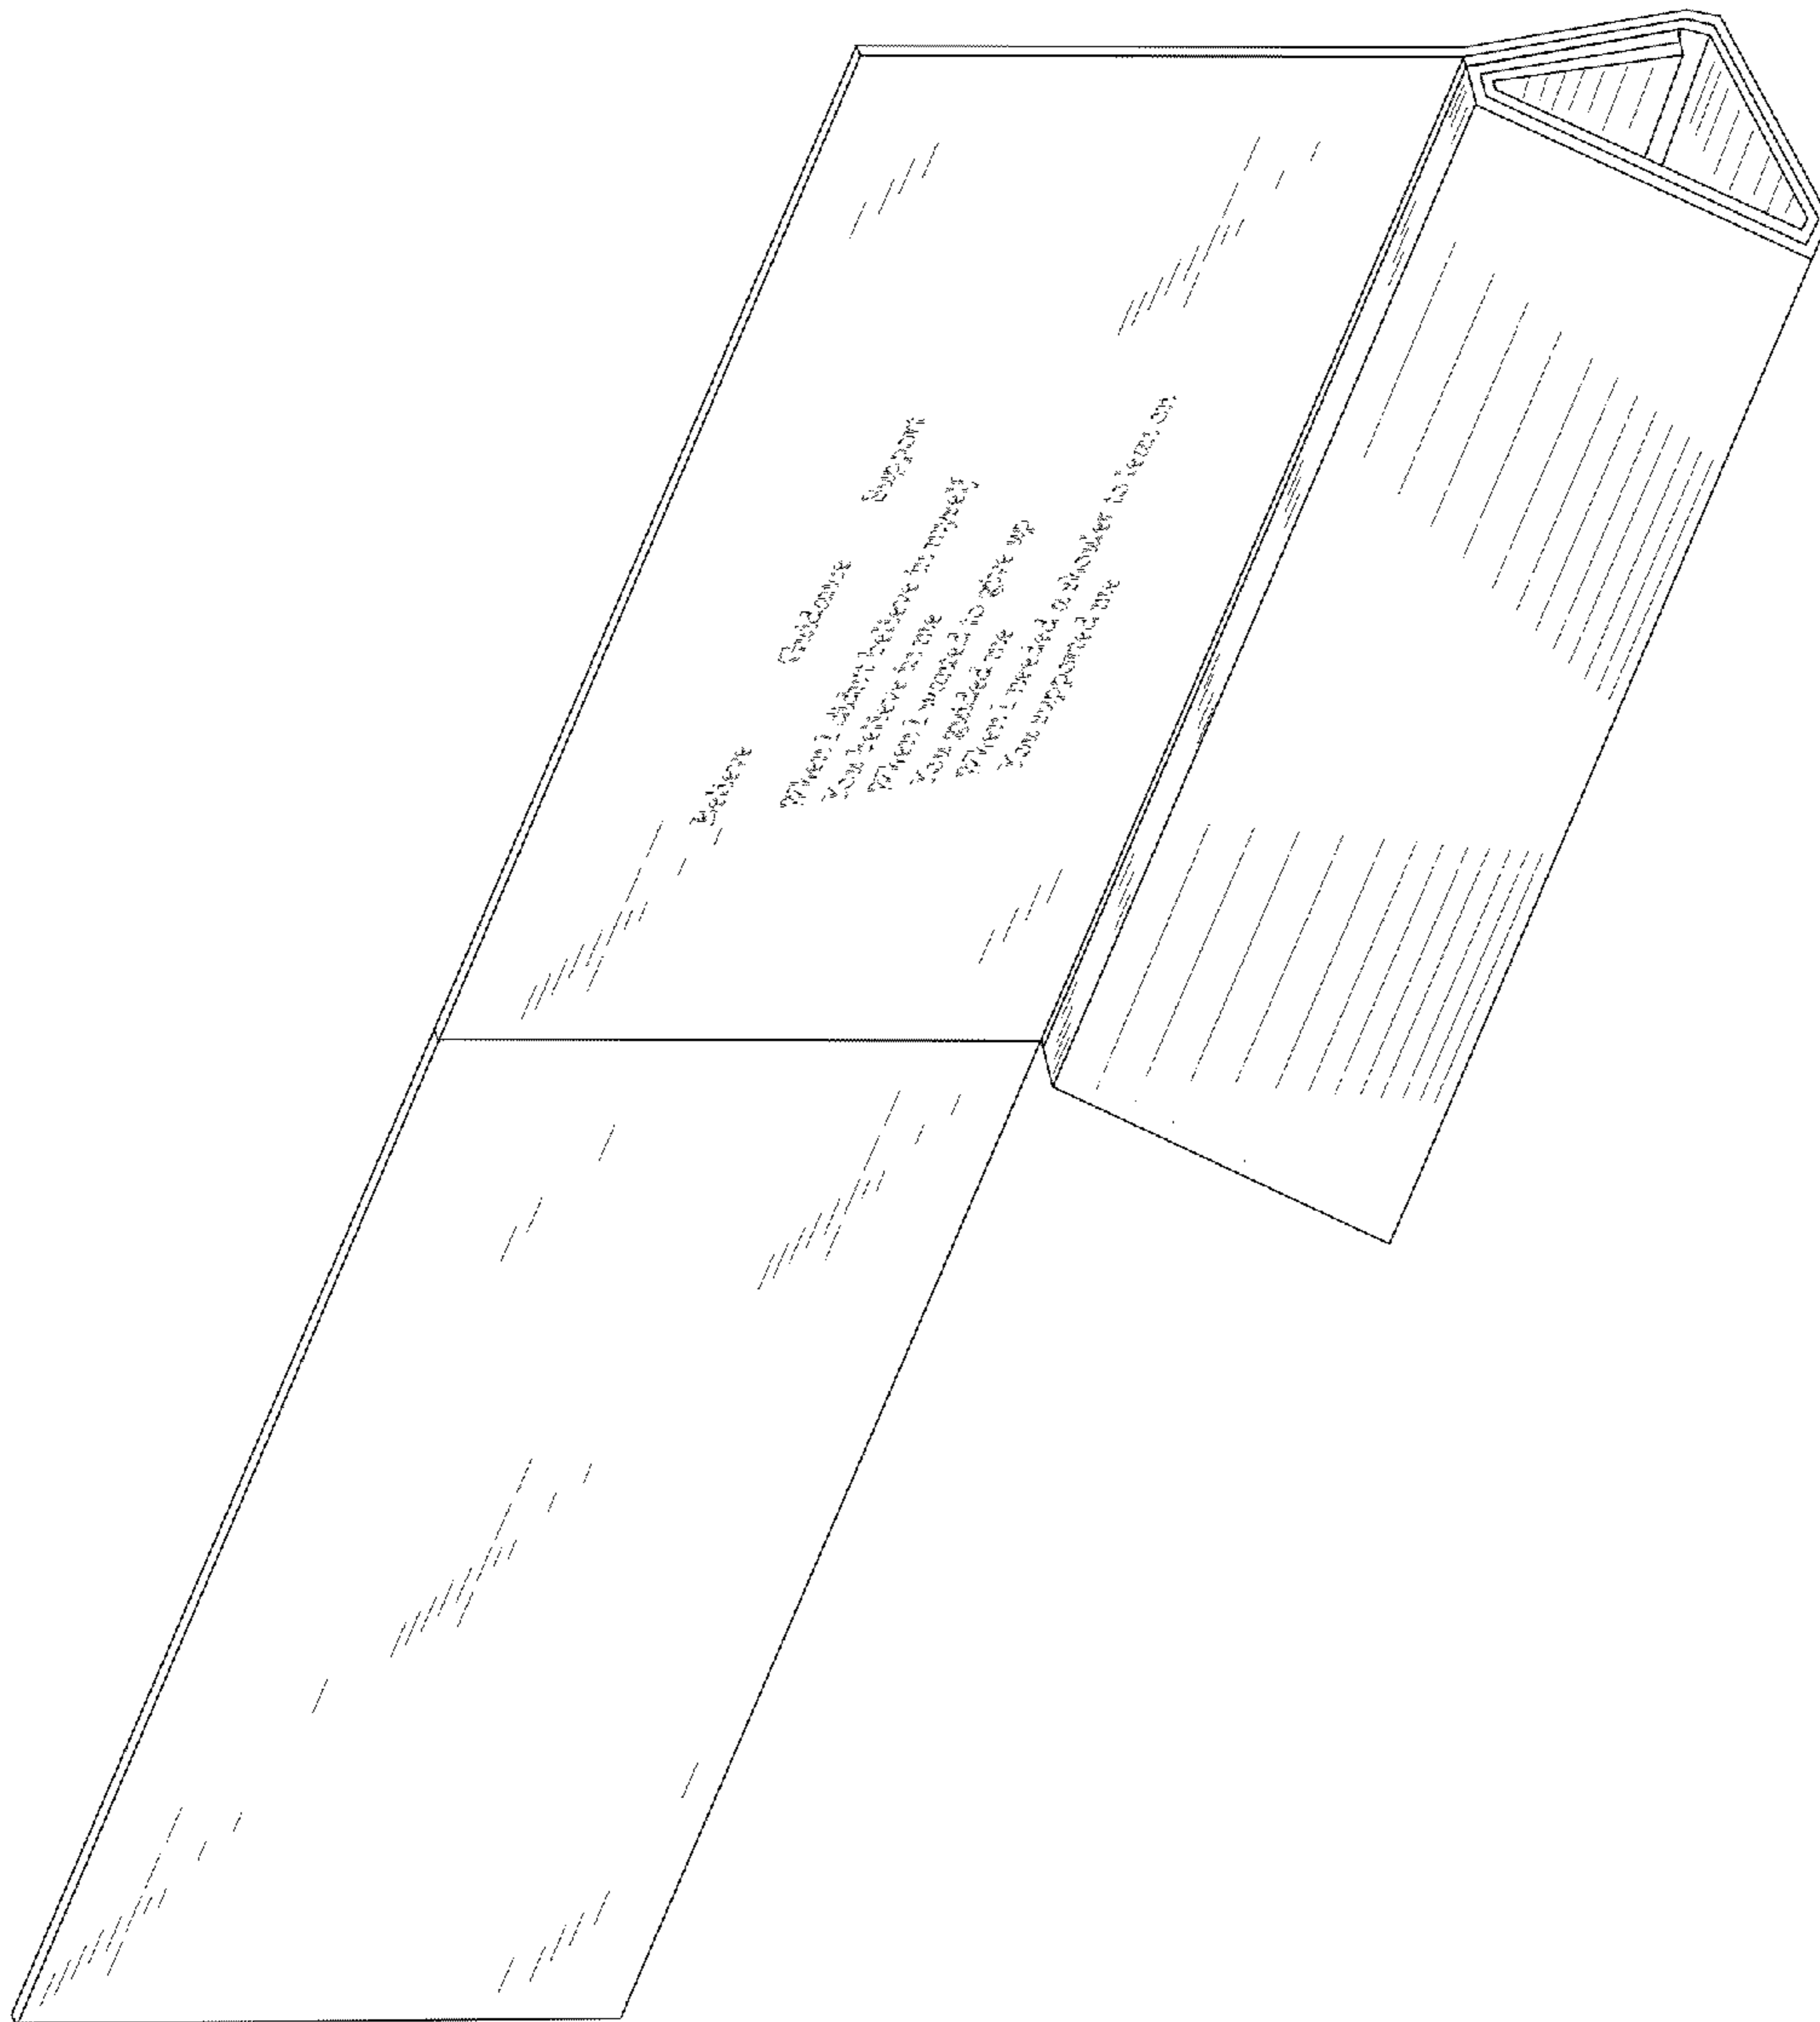 believe Guidance Support
When I didn't believe in myself,
You believe in me
When I wanted to give up
You guided me
When I needed a shoulder to lean on,
You supported me